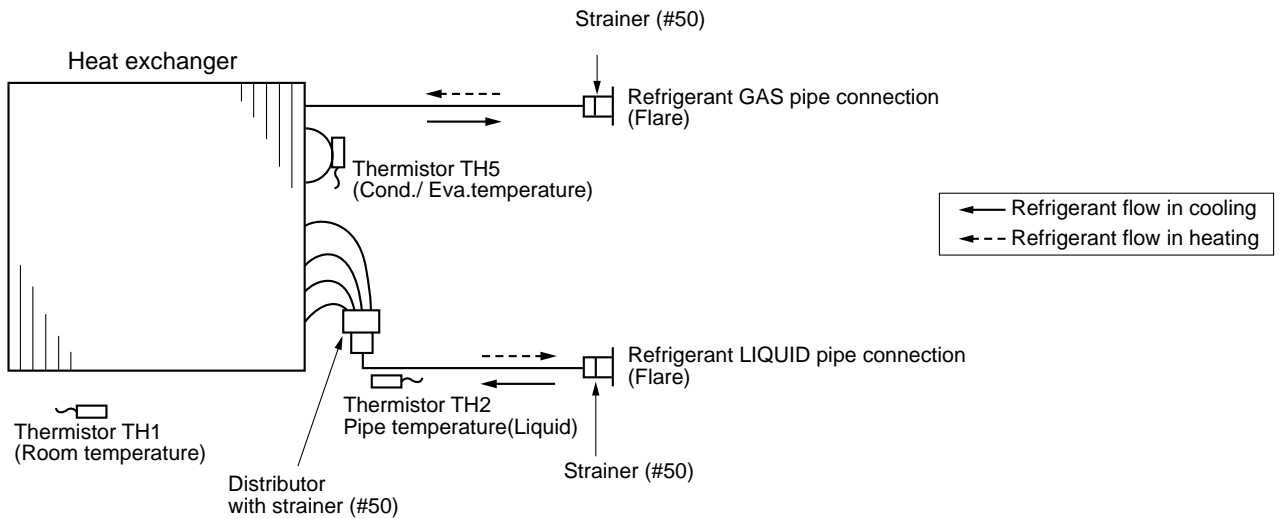 Strainer (#50)
Heat exchanger
Refrigerant GAS pipe connection
(Flare)
Thermistor TH5
(Cond./ Eva.temperature)
Refrigerant flow in cooling
Refrigerant flow in heating
Refrigerant LIQUID pipe connection
(Flare)
Thermistor TH2
Pipe temperature(Liquid)
Thermistor TH1
(Room temperature)
Strainer (#50)
Distributor
with strainer (#50)